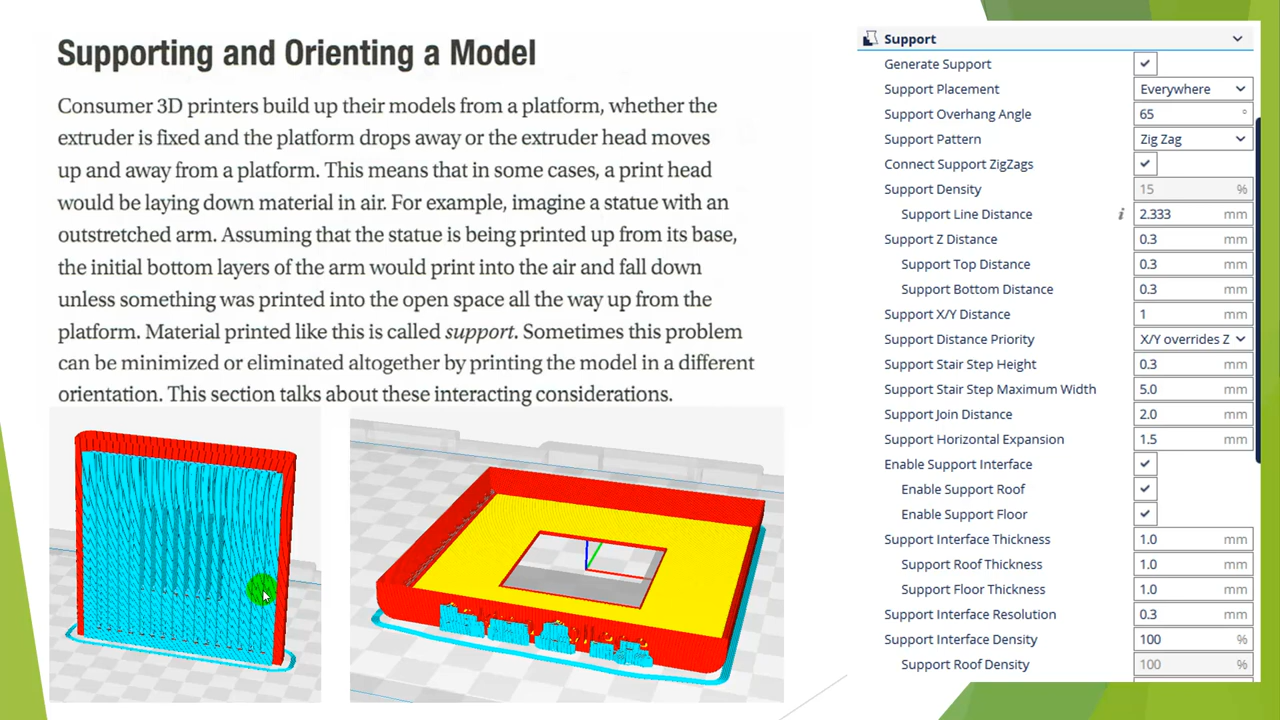 Supporting and Orienting a Model
Consumer 3D printers build up their models from a platform, whether the
extruder is fixed and the platform drops away or the extruder head moves
up and away from a platform. This means that in some cases, a print head
would be laying down material in air. For example, imagine a statue with an
outstretched arm. Assuming that the statue is being printed up from its base,
the initial bottom layers of the arm would print into the air and fall down
unless something was printed into the open space all the way up from the
platform. Material printed like this is called support. Sometimes this problem
can be minimized or eliminated altogether by printing the model in a different
orientation. This section talks about these interacting considerations.
Support
Generate Support
Support Placement Everywhere
Support Overhang Angle 65 °
Support Pattern Zig Zag
Connect Support ZigZags
Support Density 15 %
Support Line Distance i 2.333 mm
Support Z Distance 0.3 mm
Support Top Distance 0.3 mm
Support Bottom Distance 0.3 mm
Support X/Y Distance 1 mm
Support Distance Priority X/Y overrides Z
Support Stair Step Height 0.3 mm
Support Stair Step Maximum Width 5.0 mm
Support Join Distance 2.0 mm
Support Horizontal Expansion 1.5 mm
Enable Support Interface
Enable Support Roof
Enable Support Floor
Support Interface Thickness 1.0 mm
Support Roof Thickness 1.0 mm
Support Floor Thickness 1.0 mm
Support Interface Resolution 0.3 mm
Support Interface Density 100 %
Support Roof Density 100 %